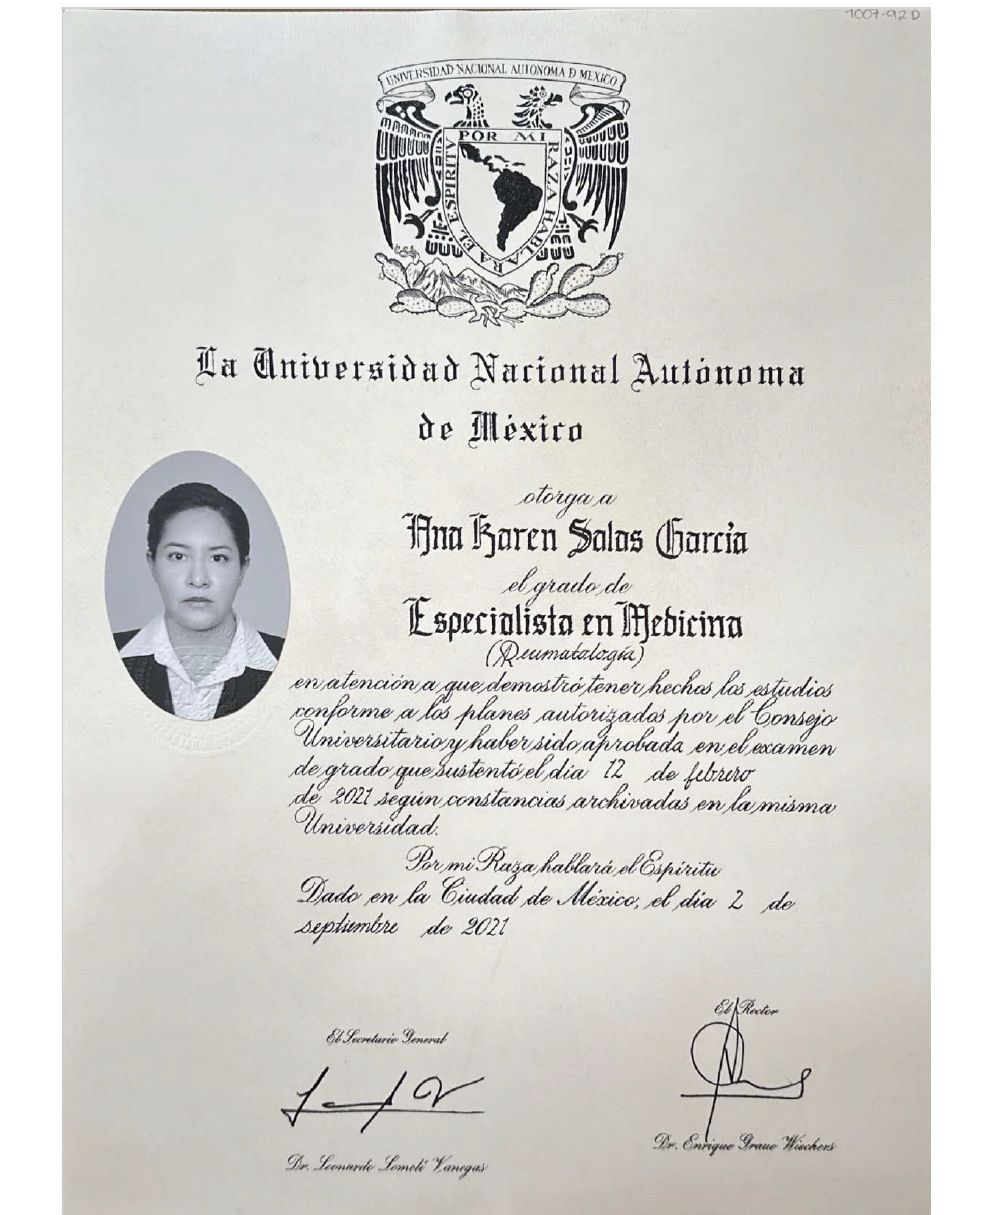 1007-92 D
UNIVERSIDAD NACIONAL AUTONOMA D MEXICO
POR MI RAZA HABLARA EL ESPIRITV
La Universidad Nacional Autónoma
de México
otorga a
Ana Karen Salas García
el grado de
Especialista en Medicina
(Reumatología)
en atención a que demostró tener hechos los estudios
conforme a los planes autorizados por el Consejo
Universitario y haber sido aprobada en el examen
de grado que sustentó el día 12 de febrero
de 2021 según constancias archivadas en la misma
Universidad.
Por mi Raza hablará el Espíritu
Dado en la Ciudad de México, el día 2 de
septiembre de 2021
El Secretario General
Dr. Leonardo Lomelí Vanegas
El Rector
Dr. Enrique Graue Wiechers